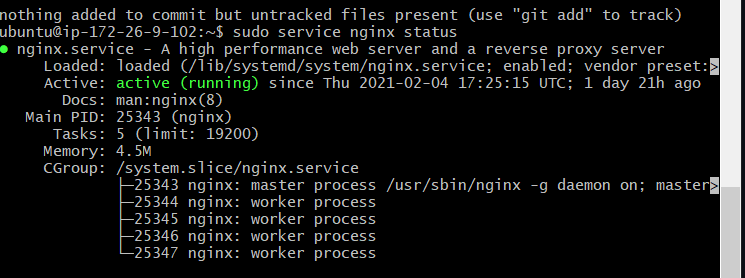 nothing added to commit but untracked files present (use "git add" to track)
ubuntu@ip-172-26-9-102:~$ sudo service nginx status
● nginx.service - A high performance web server and a reverse proxy server
     Loaded: loaded (/lib/systemd/system/nginx.service; enabled; vendor preset:>
     Active: active (running) since Thu 2021-02-04 17:25:15 UTC; 1 day 21h ago
       Docs: man:nginx(8)
   Main PID: 25343 (nginx)
      Tasks: 5 (limit: 19200)
     Memory: 4.5M
     CGroup: /system.slice/nginx.service
             ├─25343 nginx: master process /usr/sbin/nginx -g daemon on; master>
             ├─25344 nginx: worker process
             ├─25345 nginx: worker process
             ├─25346 nginx: worker process
             └─25347 nginx: worker process